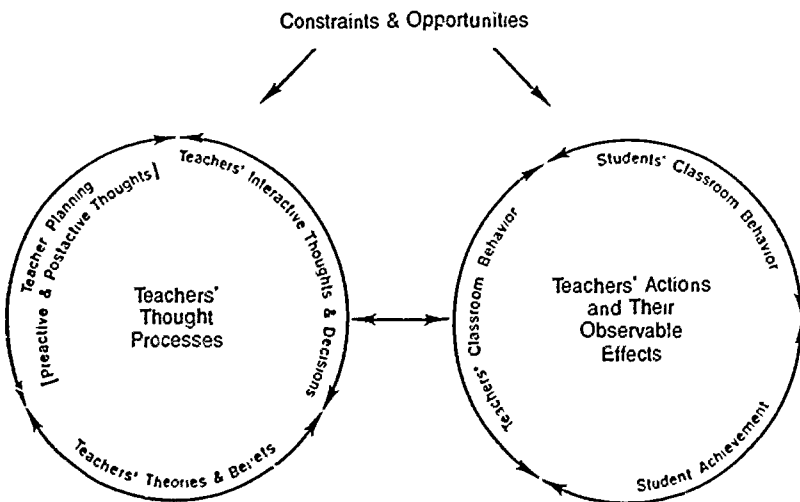 Constraints & Opportunities
Teacher Planning
[Preactive & Postactive Thoughts]
Teachers' Interactive Thoughts & Decisions
Teachers' Theories & Beliefs
Teachers'
Thought
Processes
Students' Classroom Behavior
Teachers' Classroom Behavior
Student Achievement
Teachers' Actions
and Their
Observable
Effects